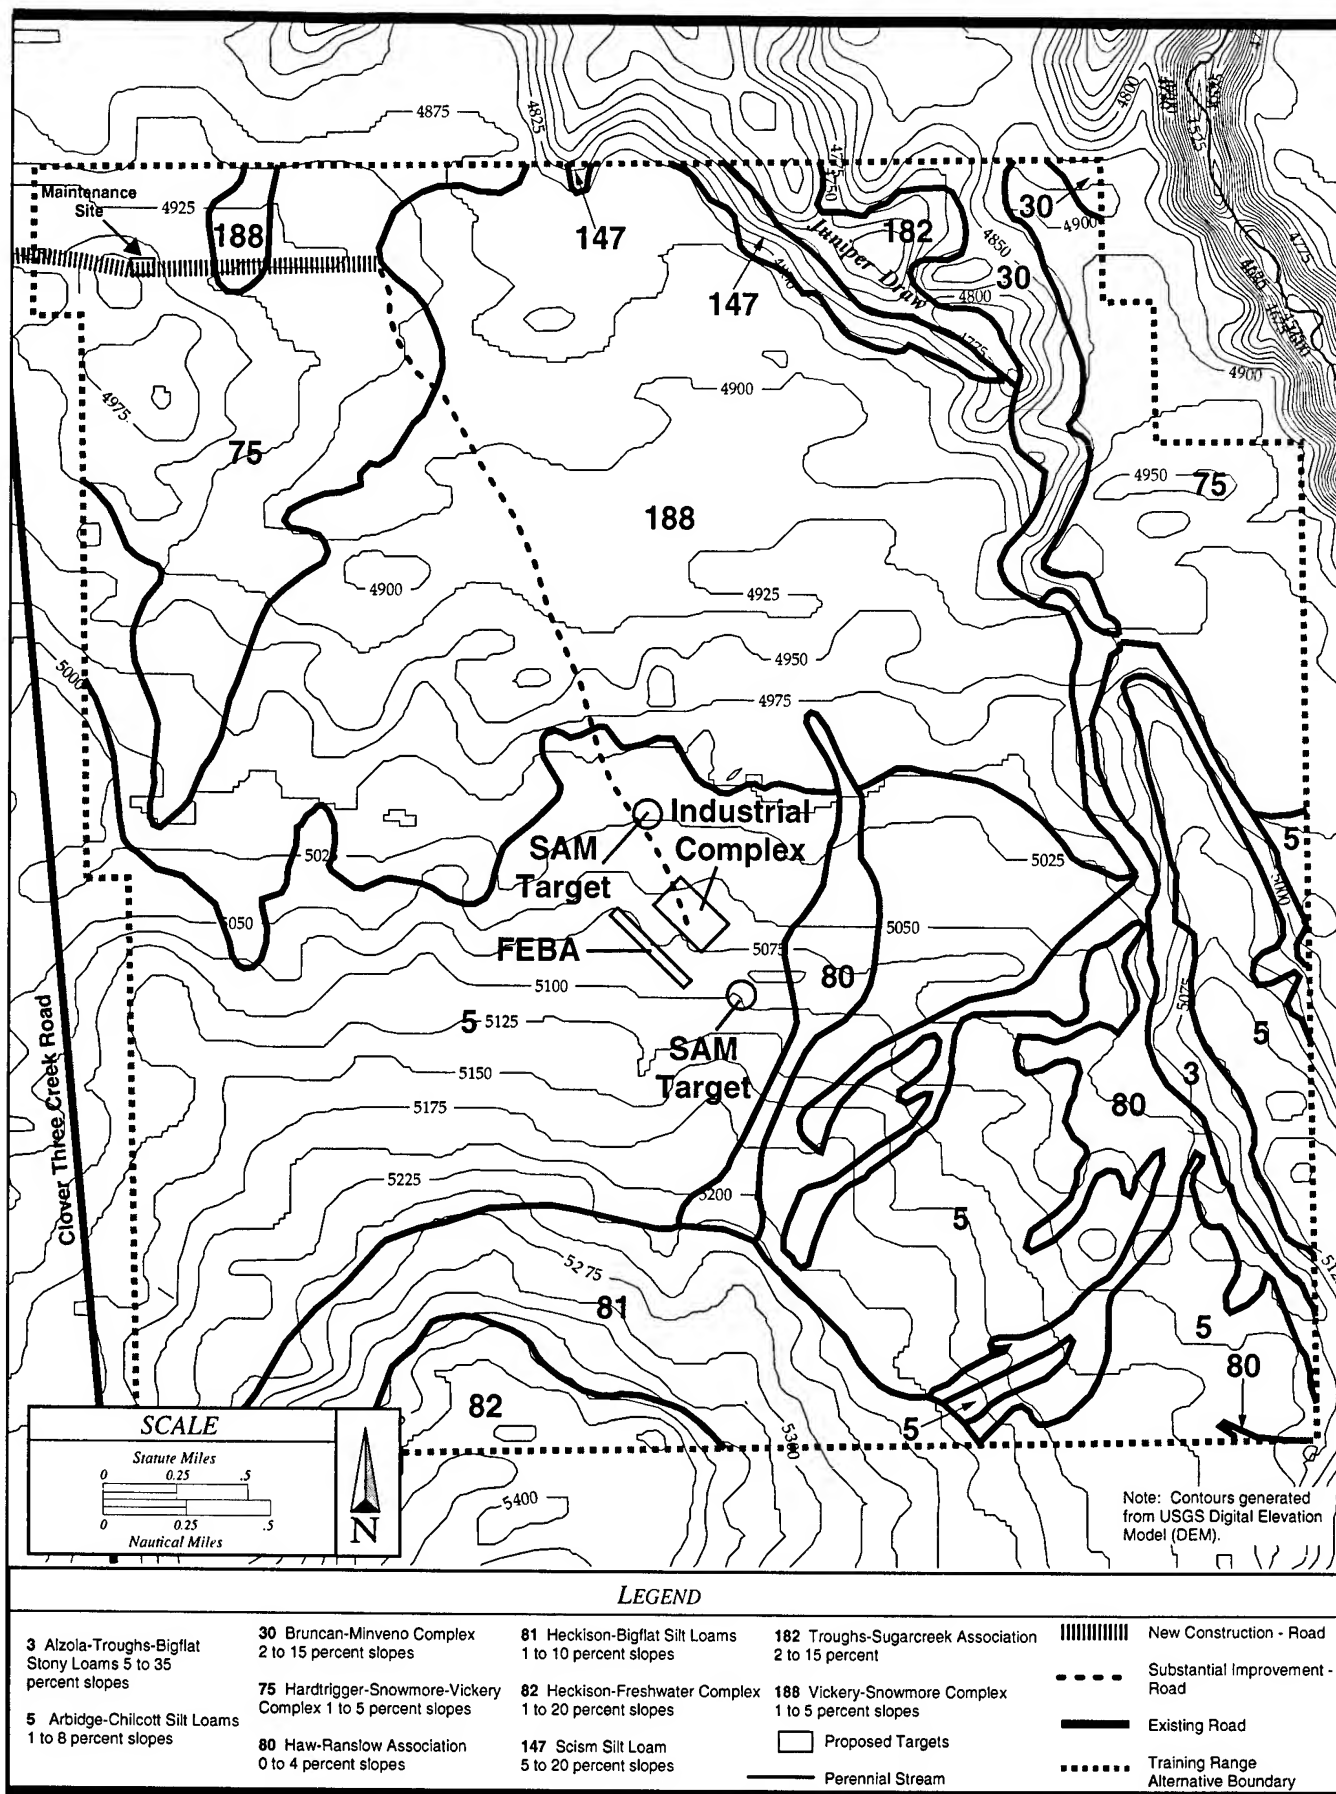 4875
4825
4800
4775
4750
1525
4775
Maintenance
Site
4925
188
147
Juniper Draw
182
30
4900
4850
30
4800
147
4775
4900
4975
4900
75
188
4950
75
4900
4925
5000
4950
4975
Industrial
Complex
SAM
Target
5025
5025
5
5000
5050
5050
FEBA
5075
80
5100
5075
5
5125
SAM
Target
5
3
80
5150
5175
5225
5200
5
Clover Three Creek Road
5275
81
5
80
82
5
5300
5400
SCALE
Statute Miles
0 0.25 .5
0 0.25 .5
Nautical Miles
N
Note: Contours generated
from USGS Digital Elevation
Model (DEM).
LEGEND
3 Alzola-Troughs-Bigflat
Stony Loams 5 to 35
percent slopes
5 Arbidge-Chilcott Silt Loams
1 to 8 percent slopes
30 Bruncan-Minveno Complex
2 to 15 percent slopes
75 Hardtrigger-Snowmore-Vickery
Complex 1 to 5 percent slopes
80 Haw-Ranslow Association
0 to 4 percent slopes
81 Heckison-Bigflat Silt Loams
1 to 10 percent slopes
82 Heckison-Freshwater Complex
1 to 20 percent slopes
147 Scism Silt Loam
5 to 20 percent slopes
182 Troughs-Sugarcreek Association
2 to 15 percent
188 Vickery-Snowmore Complex
1 to 5 percent slopes
Proposed Targets
Perennial Stream
New Construction - Road
Substantial Improvement -
Road
Existing Road
Training Range
Alternative Boundary